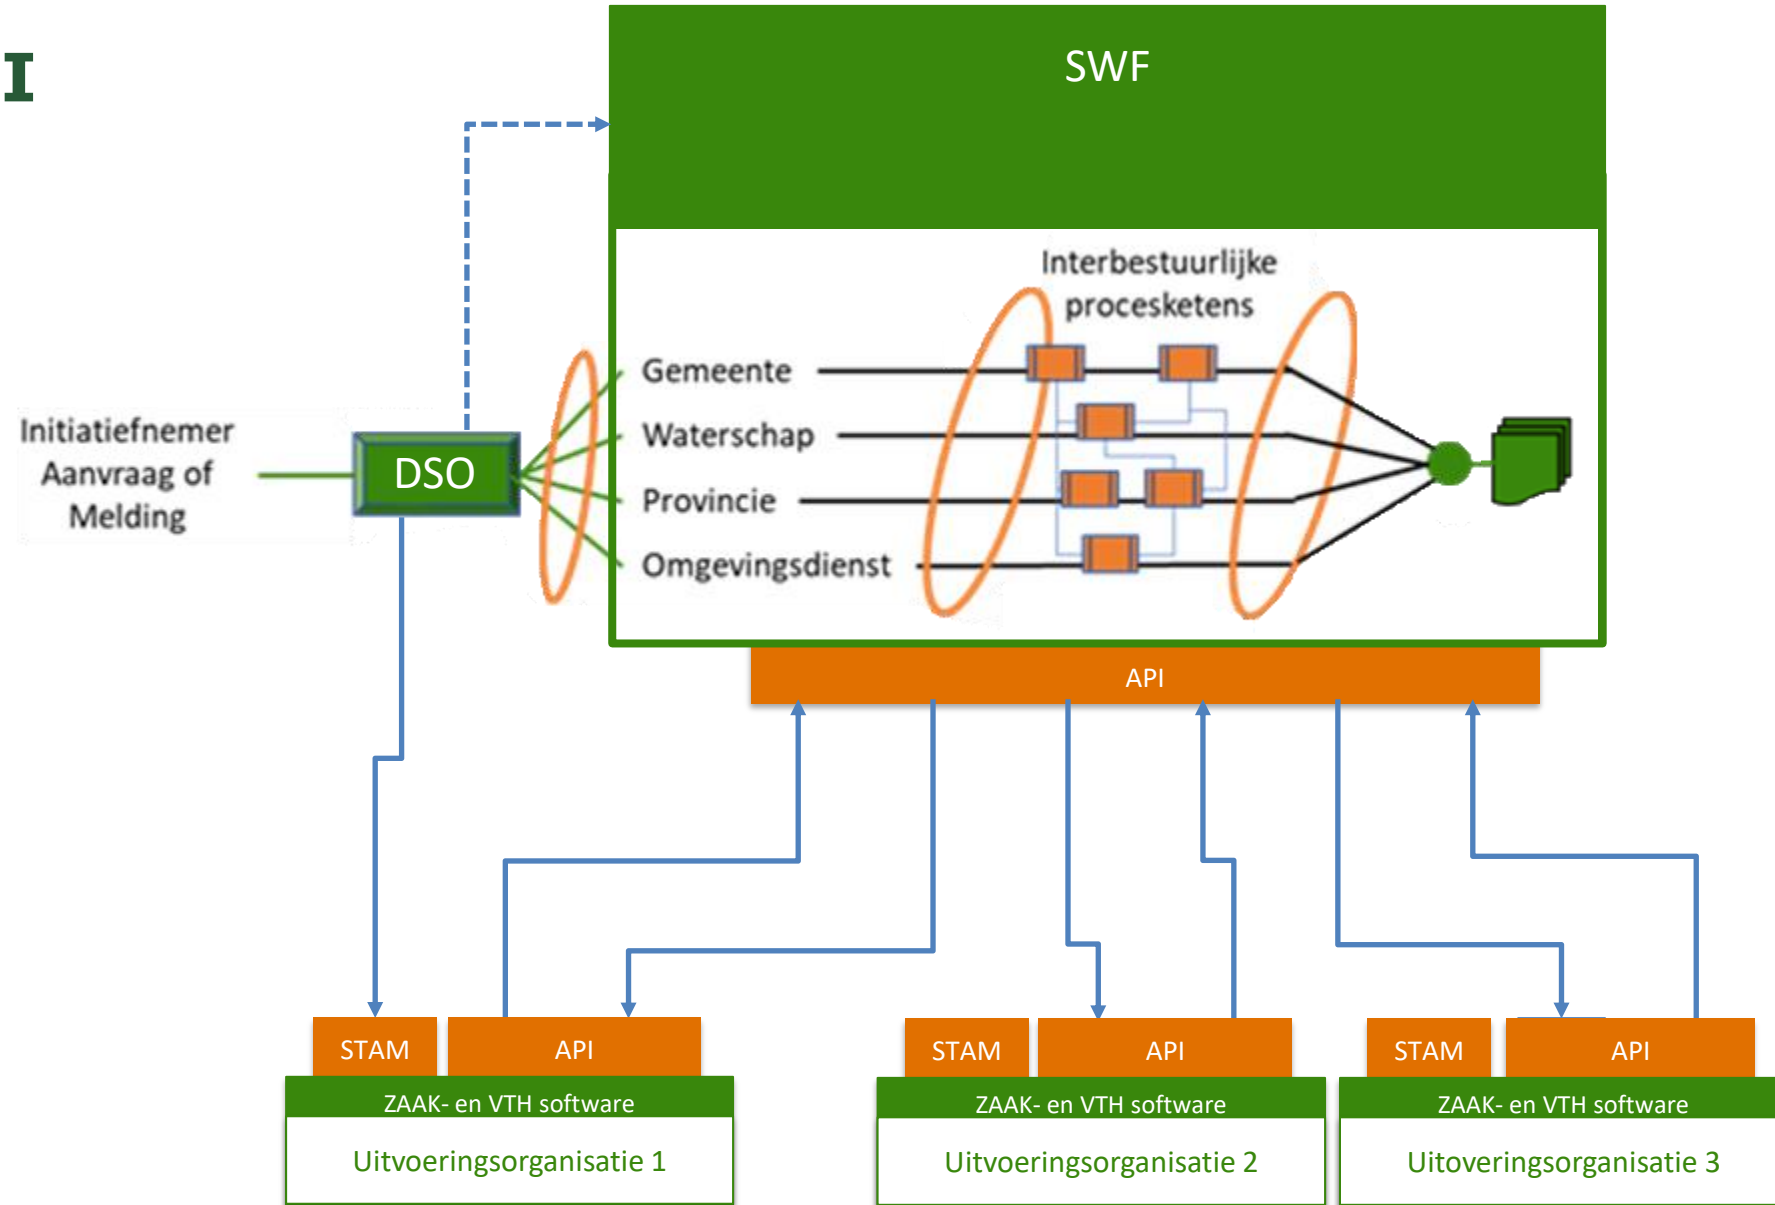 I
SWF
Interbestuurlijke
procesketens
Gemeente
Waterschap
Provincie
Omgevingsdienst
Initiatiefnemer
Aanvraag of
Melding
DSO
API
STAM
API
STAM
API
STAM
API
ZAAK- en VTH software
ZAAK- en VTH software
ZAAK- en VTH software
Uitvoeringsorganisatie 1
Uitvoeringsorganisatie 2
Uitoveringsorganisatie 3